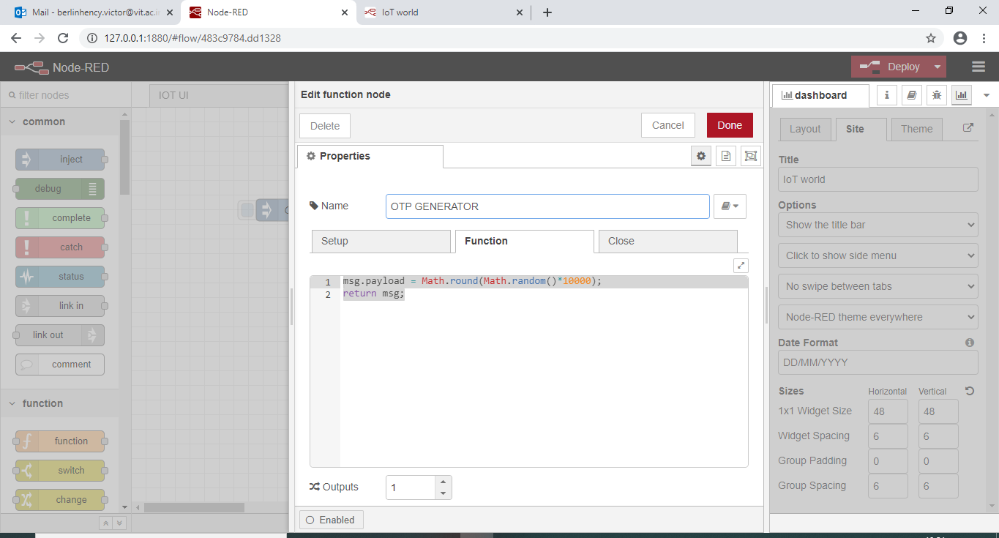 Mail - berlinhency.victor@vit.ac.i
Node-RED
IoT world
127.0.0.1:1880/#flow/483c9784.dd1328
Node-RED
Deploy
filter nodes
common
inject
debug
complete
catch
status
link in
link out
comment
function
function
switch
change
IOT UI
Edit function node
Delete
Cancel
Done
Properties
Name
OTP GENERATOR
Setup
Function
Close
1 msg.payload = Math.round(Math.random()*10000);
2 return msg;
Outputs
1
Enabled
dashboard
Layout
Site
Theme
Title
IoT world
Options
Show the title bar
Click to show side menu
No swipe between tabs
Node-RED theme everywhere
Date Format
DD/MM/YYYY
Sizes Horizontal Vertical
1x1 Widget Size 48 48
Widget Spacing 6 6
Group Padding 0 0
Group Spacing 6 6